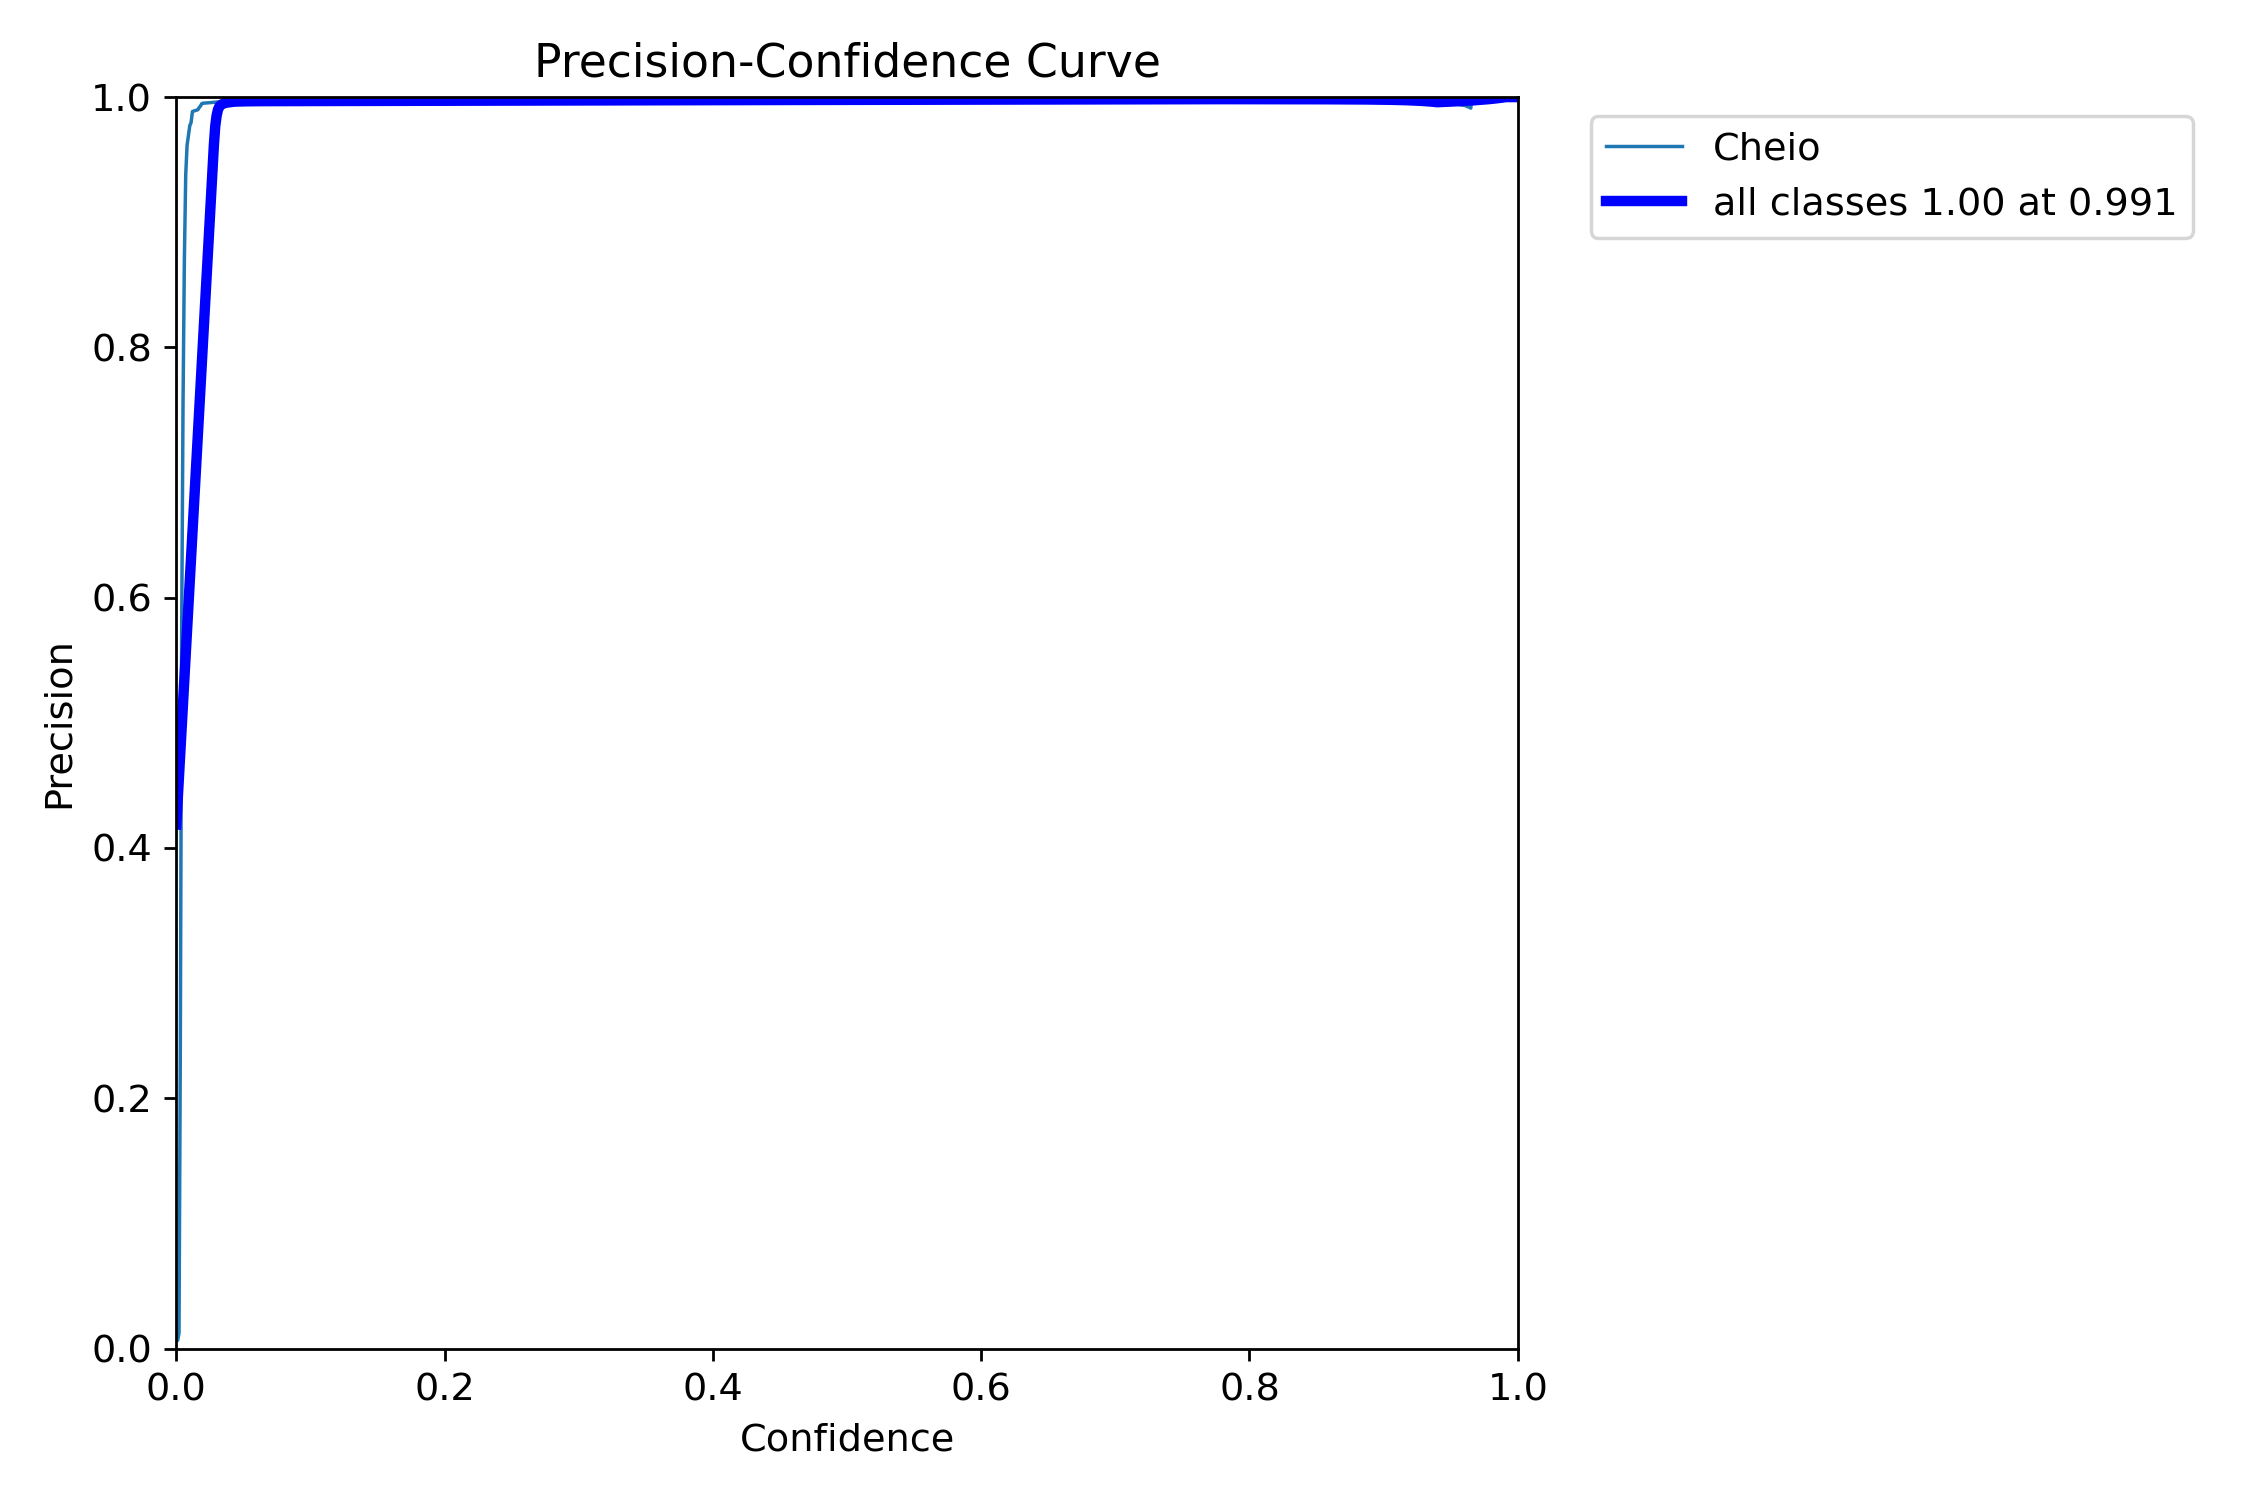 Precision-Confidence Curve
1.0
0.8
0.6
0.4
0.2
0.0
Precision
0.0 0.2 0.4 0.6 0.8 1.0
Confidence
Cheio
all classes 1.00 at 0.991